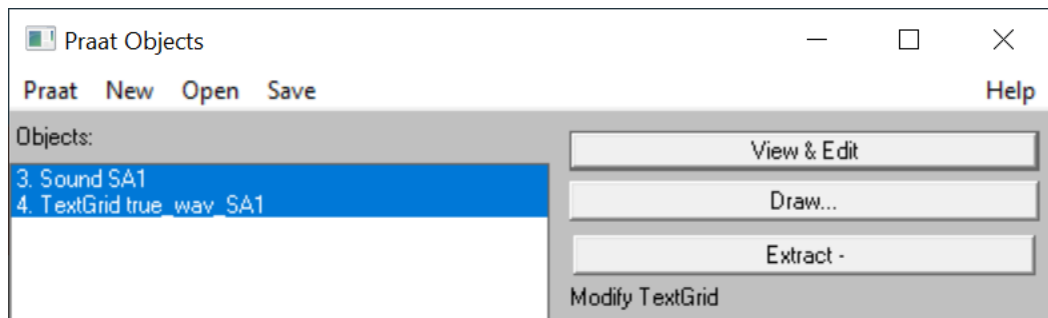 Praat Objects
Praat New Open Save Help
Objects:
3. Sound SA1
4. TextGrid true_wav_SA1
View & Edit
Draw...
Extract -
Modify TextGrid